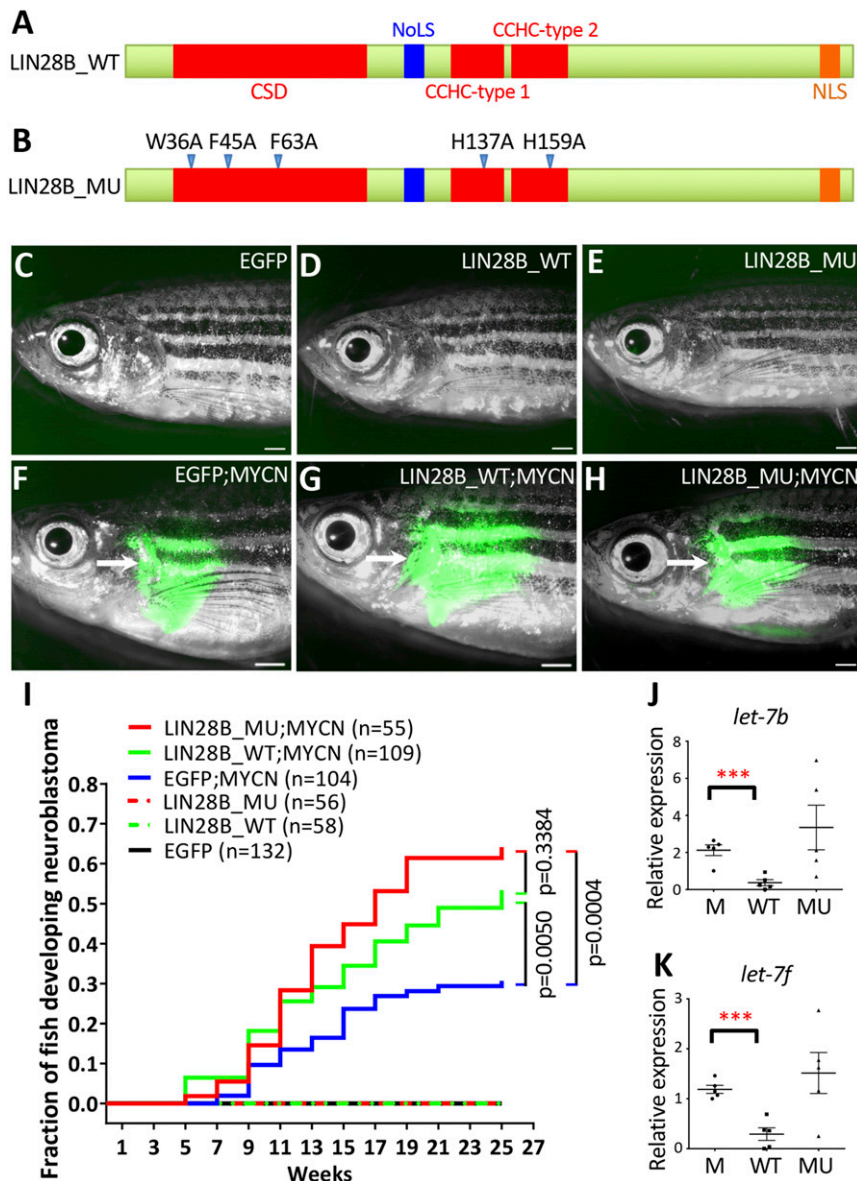 A
NoLS
CCHC-type 2
LIN28B_WT
CSD
CCHC-type 1
NLS
B
W36A F45A F63A H137A H159A
LIN28B_MU
C
EGFP
D
LIN28B_WT
E
LIN28B_MU
F
EGFP;MYCN
G
LIN28B_WT;MYCN
H
LIN28B_MU;MYCN
I
Fraction of fish developing neuroblastoma
LIN28B_MU;MYCN (n=55)
LIN28B_WT;MYCN (n=109)
EGFP;MYCN (n=104)
LIN28B_MU (n=56)
LIN28B_WT (n=58)
EGFP (n=132)
0.8
0.7
0.6
0.5
0.4
0.3
0.2
0.1
0.0
p=0.3384
p=0.0050
p=0.0004
1 3 5 7 9 11 13 15 17 19 21 23 25 27
Weeks
J
let-7b
Relative expression
8
6
4
2
0
***
M WT MU
K
let-7f
Relative expression
3
2
1
0
***
M WT MU